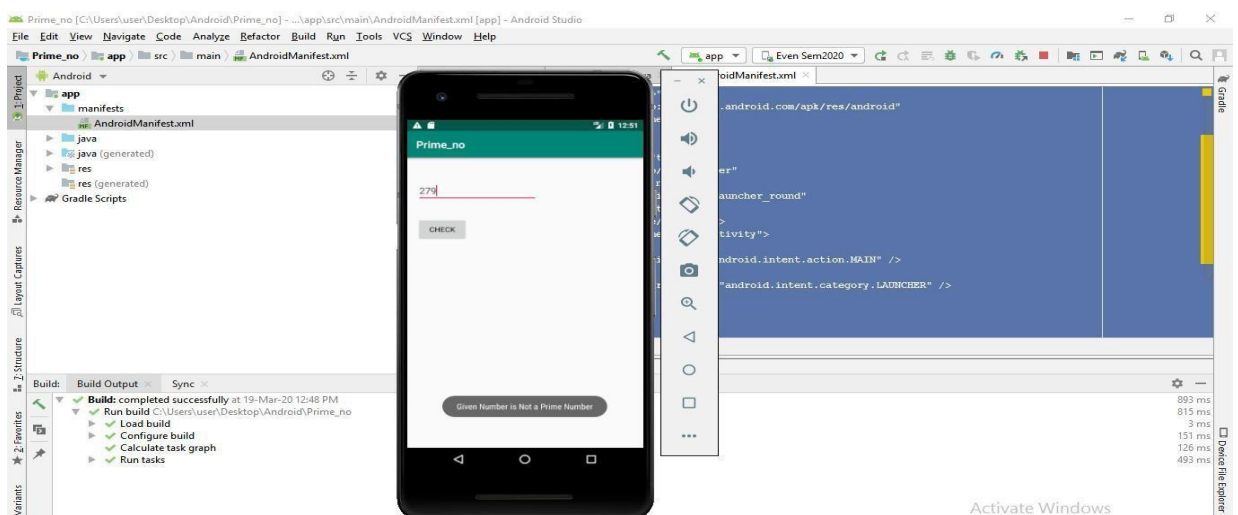 Prime_no [C:\Users\user\Desktop\Android\Prime_no] - ...\app\src\main\AndroidManifest.xml [app] - Android Studio
File Edit View Navigate Code Analyze Refactor Build Run Tools VCS Window Help
Prime_no app src main AndroidManifest.xml app Even Sem2020
Android
oidManifest.xml
1: Project
Resource Manager
Layout Captures
Z: Structure
2: Favorites
Variants
app
manifests
AndroidManifest.xml
java
java (generated)
res
res (generated)
Gradle Scripts
12:51
Prime_no
279
CHECK
Given Number is Not a Prime Number
.android.com/apk/res/android"
er"
auncher_round"
>
tivity">
ndroid.intent.action.MAIN" />
"android.intent.category.LAUNCHER" />
Gradle
Device File Explorer
Build: Build Output Sync
Build: completed successfully at 19-Mar-20 12:48 PM 893 ms
Run build C:\Users\user\Desktop\Android\Prime_no 815 ms
Load build 3 ms
Configure build 151 ms
Calculate task graph 126 ms
Run tasks 493 ms
Activate Windows